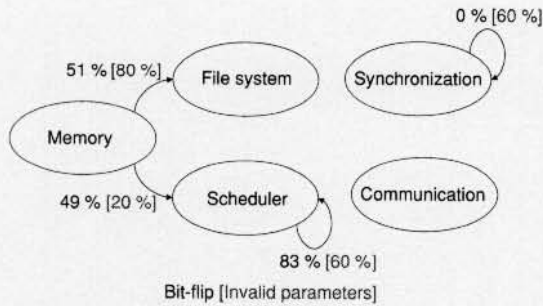 0 % [60 %]
51 % [80 %]
File system
Synchronization
Memory
49 % [20 %]
Scheduler
Communication
83 % [60 %]
Bit-flip [Invalid parameters]